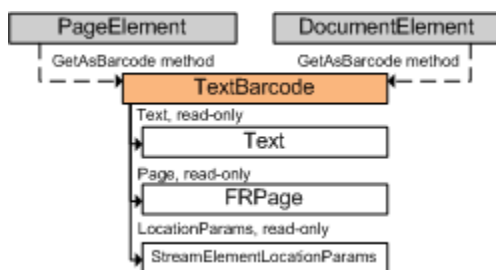 PageElement
DocumentElement
GetAsBarcode method
GetAsBarcode method
TextBarcode
Text, read-only
Text
Page, read-only
FRPage
LocationParams, read-only
StreamElementLocationParams